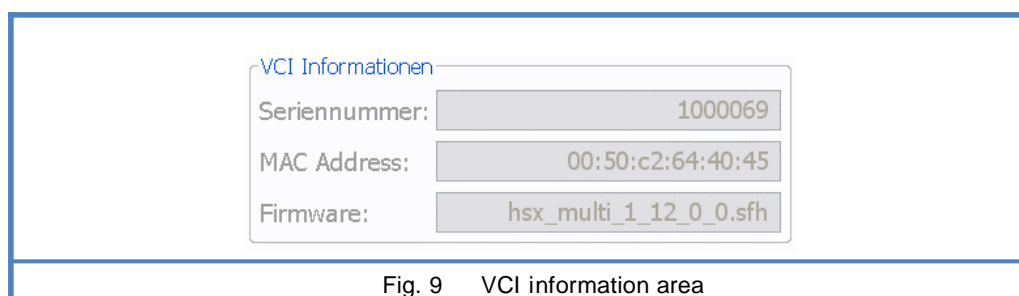 VCI Informationen
Seriennummer: 1000069
MAC Address: 00:50:c2:64:40:45
Firmware: hsx_multi_1_12_0_0.sfh
Fig. 9 VCI information area